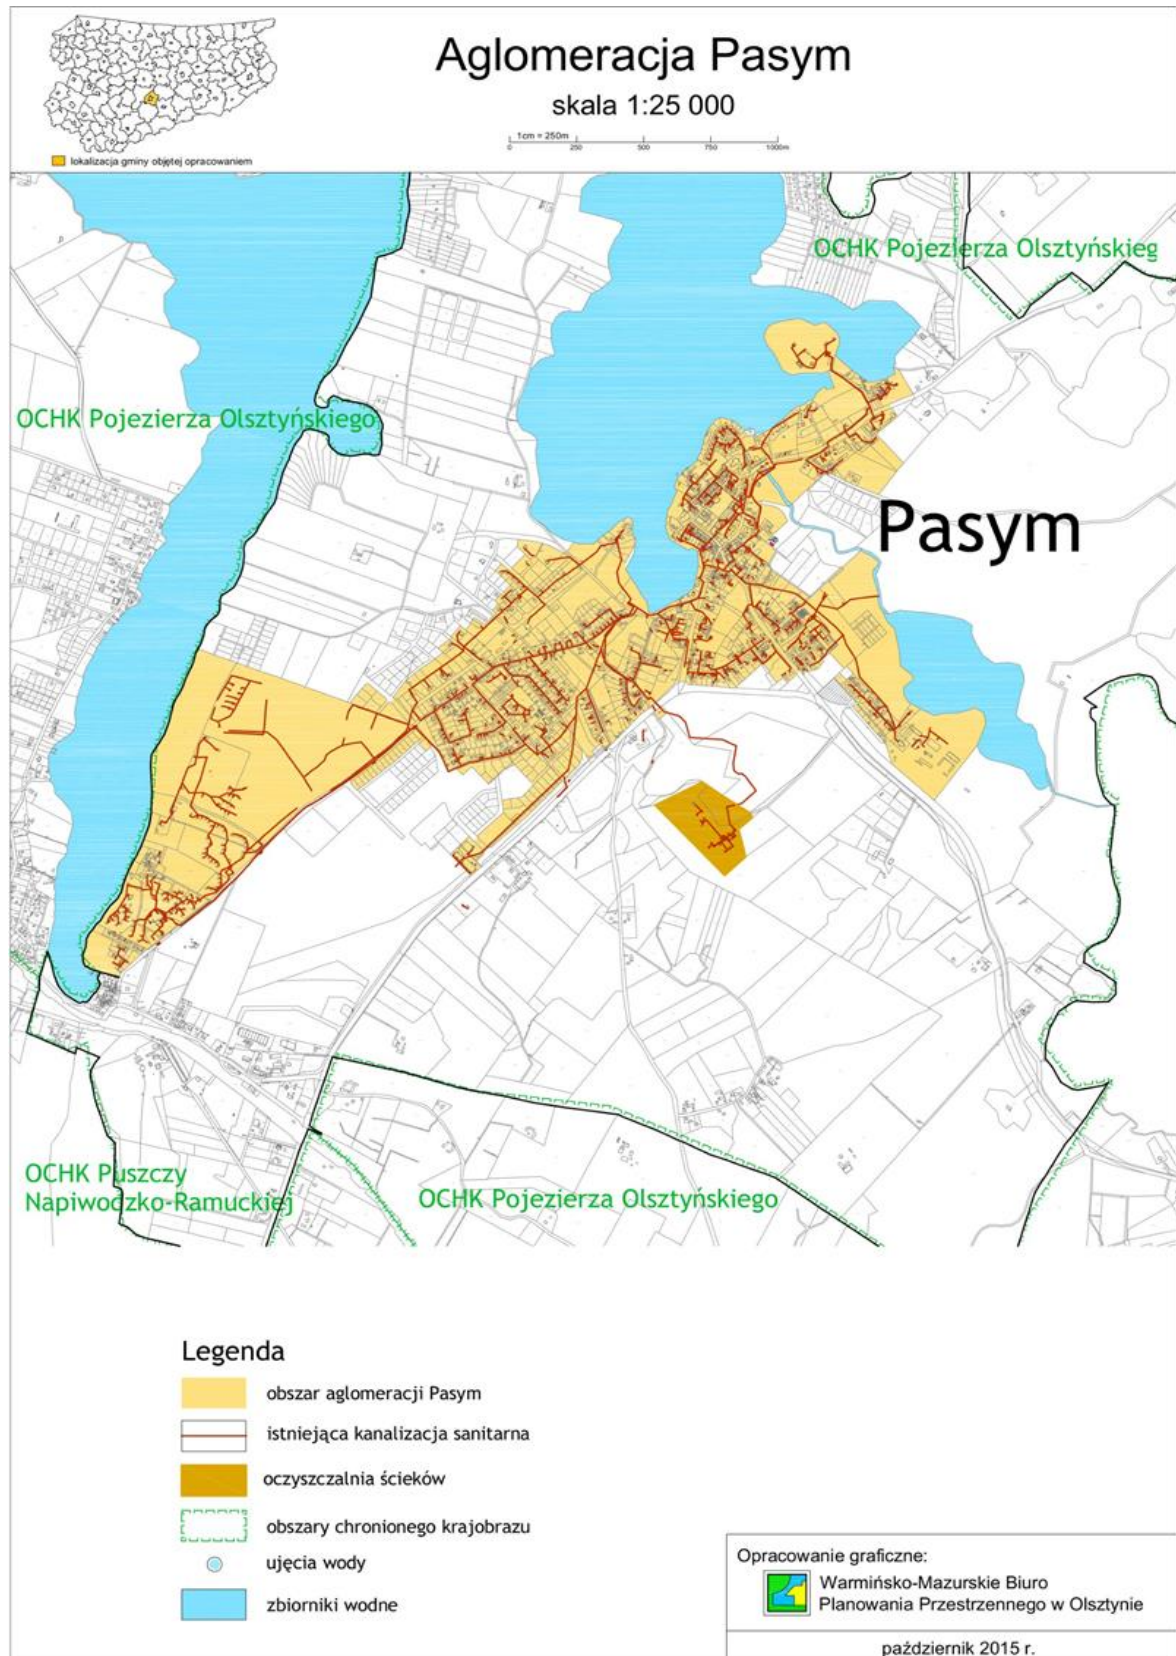 Aglomeracja Pasym
skala 1:25 000
1cm = 250m
0 250 500 750 1000m
lokalizacja gminy objętej opracowaniem
OCHK Pojezierza Olsztyńskieg
OCHK Pojezierza Olsztyńskiego
Pasym
OCHK Puszczy
Napiwodzko-Ramuckiej
OCHK Pojezierza Olsztyńskiego
Legenda
obszar aglomeracji Pasym
istniejąca kanalizacja sanitarna
oczyszczalnia ścieków
obszary chronionego krajobrazu
ujęcia wody
zbiorniki wodne
Opracowanie graficzne:
Warmińsko-Mazurskie Biuro
Planowania Przestrzennego w Olsztynie
październik 2015 r.